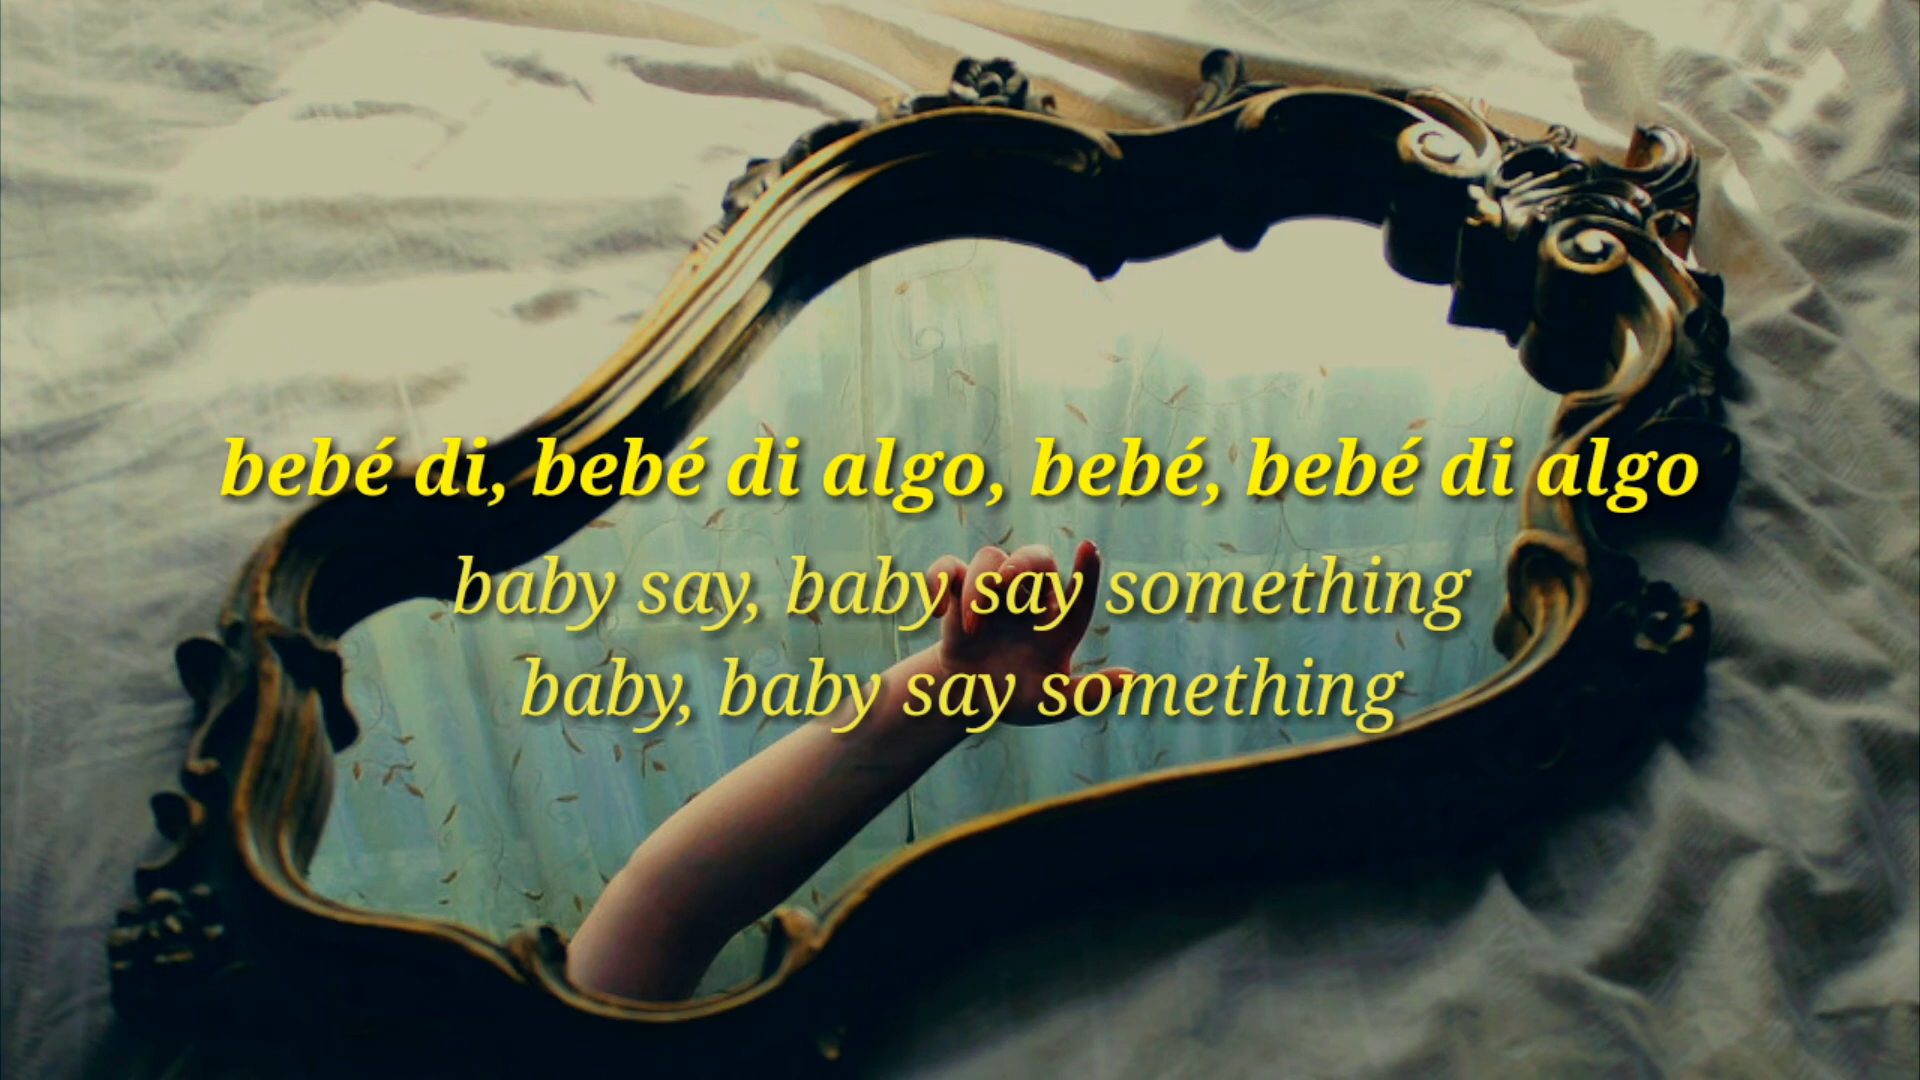 bebé di, bebé di algo, bebé, bebé di algo
baby say, baby say something
baby, baby say something